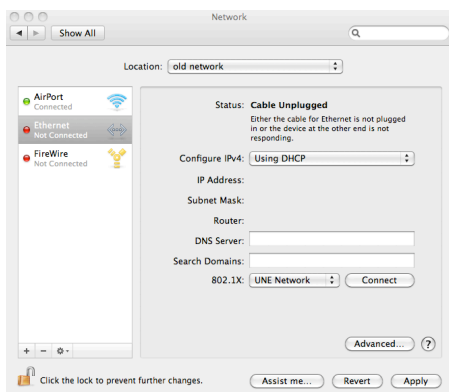 Network
Show All
Location: old network
AirPort
Connected
Ethernet
Not Connected
FireWire
Not Connected
Status: Cable Unplugged
Either the cable for Ethernet is not plugged
in or the device at the other end is not
responding.
Configure IPv4: Using DHCP
IP Address:
Subnet Mask:
Router:
DNS Server:
Search Domains:
802.1X: UNE Network Connect
Advanced... ?
+ −
Click the lock to prevent further changes.
Assist me... Revert Apply